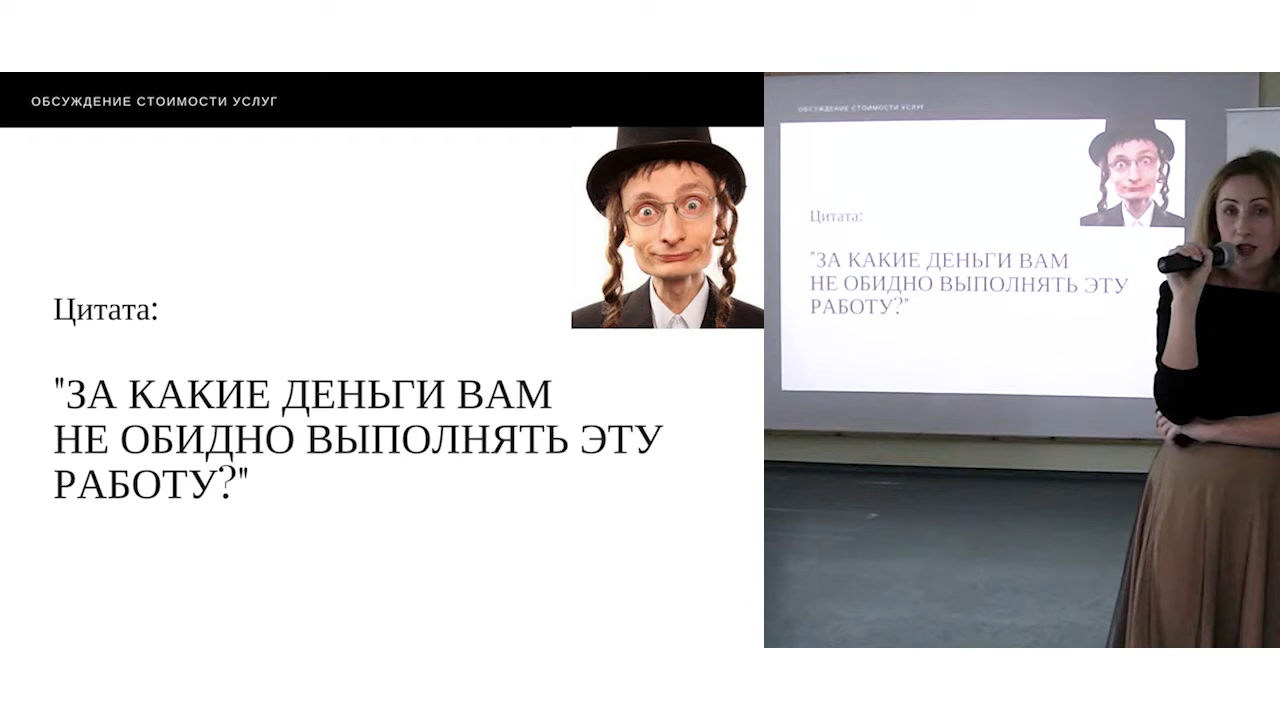 ОБСУЖДЕНИЕ СТОИМОСТИ УСЛУГ
Цитата:
"ЗА КАКИЕ ДЕНЬГИ ВАМ
НЕ ОБИДНО ВЫПОЛНЯТЬ ЭТУ
РАБОТУ?"
ОБСУЖДЕНИЕ СТОИМОСТИ УСЛУГ
Цитата:
"ЗА КАКИЕ ДЕНЬГИ ВАМ
НЕ ОБИДНО ВЫПОЛНЯТЬ ЭТУ
РАБОТУ?"